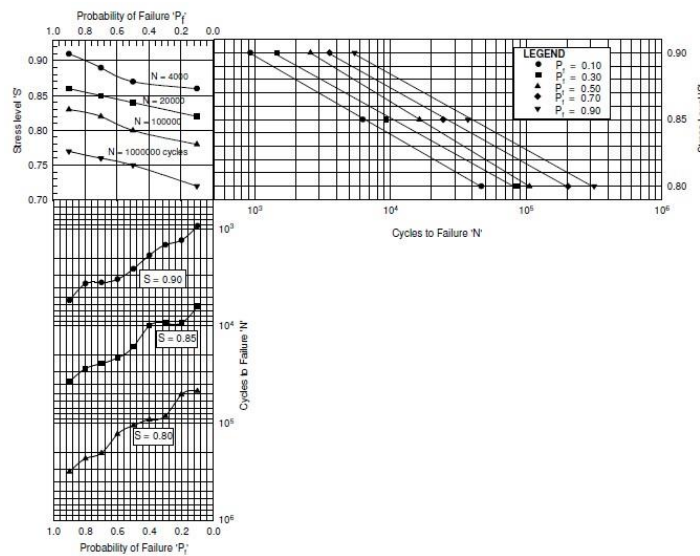 Probability of Failure 'Pf'
1.0 0.8 0.6 0.4 0.2 0.0
0.90
0.85
0.80
0.75
0.70
Stress level 'S'
N = 4000
N = 20000
N = 100000
N = 1000000 cycles
LEGEND
Pf = 0.10
Pf = 0.30
Pf = 0.50
Pf = 0.70
Pf = 0.90
0.90
0.85
0.80
10³ 10⁴ 10⁵ 10⁶
Cycles to Failure 'N'
10³
10⁴
10⁵
10⁶
Cycles to Failure 'N'
S = 0.90
S = 0.85
S = 0.80
1.0 0.8 0.6 0.4 0.2 0.0
Probability of Failure 'Pf'